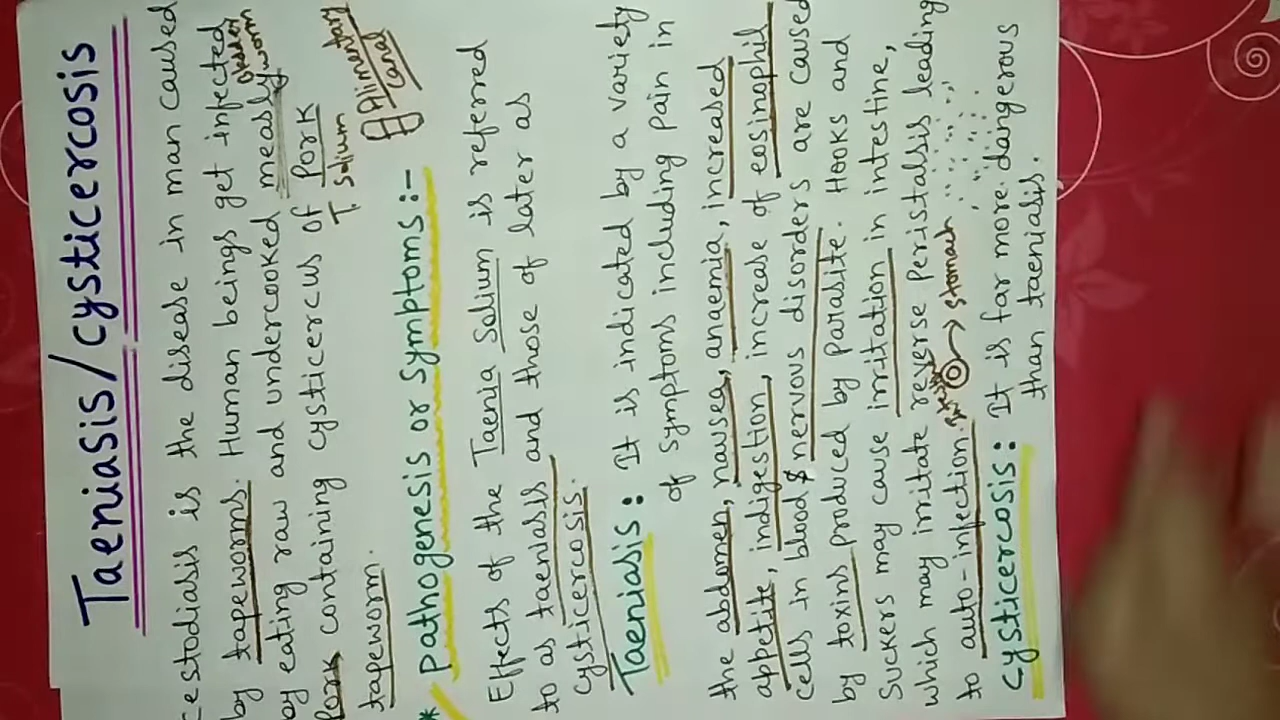 Taeniasis/cysticercosis
cestodiasis is the disease in man caused
by tapeworms. Human beings get infected
by eating raw and undercooked measly
bladder worm
pork containing cysticercus of Pork
T. Solium
tapeworm.
Alimentary
canal
* Pathogenesis or symptoms:-
Effects of the Taenia Solium is referred
to as taeniasis and those of later as
cysticercosis.
Taeniasis: It is indicated by a variety
of symptoms including pain in
the abdomen, nausea, anaemia, increased
appetite, indigestion, increase of eosinophil
cells in blood & nervous disorders are caused
by toxins produced by parasite. Hooks and
suckers may cause irritation in intestine,
which may irritate reverse peristalsis leading
to auto-infection. intestine → stomach
cysticercosis: It is far more dangerous
than taeniasis.